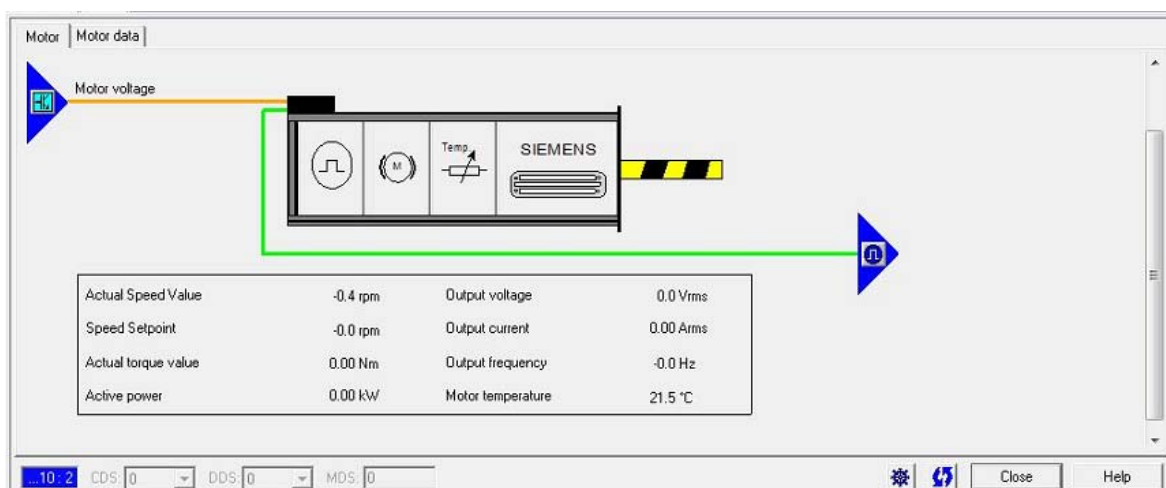 Motor Motor data
Motor voltage
Temp
SIEMENS
M
Actual Speed Value -0.4 rpm Output voltage 0.0 Vrms
Speed Setpoint -0.0 rpm Output current 0.00 Arms
Actual torque value 0.00 Nm Output frequency -0.0 Hz
Active power 0.00 kW Motor temperature 21.5 °C
...10 : 2 CDS: 0 DDS: 0 MDS: 0 Close Help